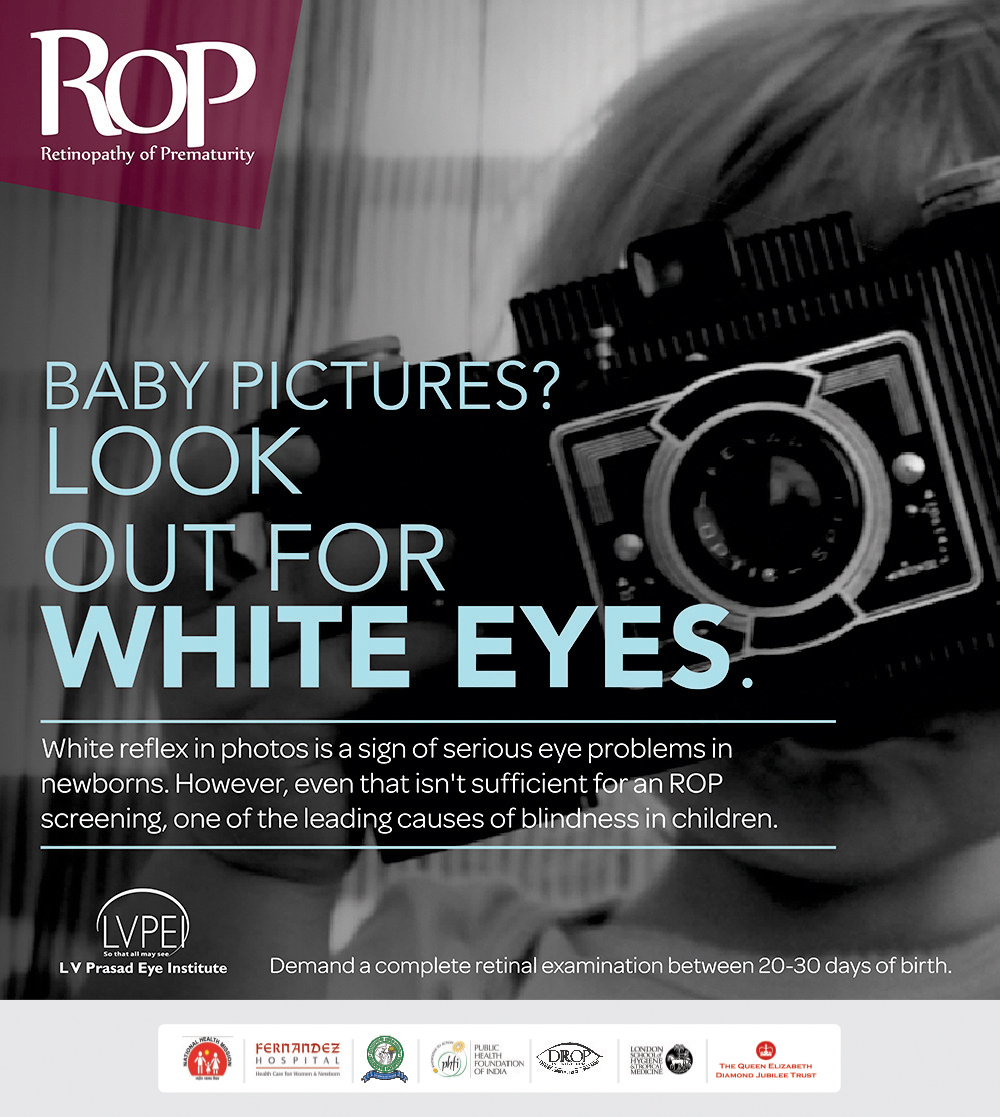 ROP
Retinopathy of Prematurity
BABY PICTURES?
LOOK
OUT FOR
WHITE EYES.
White reflex in photos is a sign of serious eye problems in
newborns. However, even that isn't sufficient for an ROP
screening, one of the leading causes of blindness in children.
LVPEI
So that all may see
L V Prasad Eye Institute
Demand a complete retinal examination between 20-30 days of birth.
NATIONAL HEALTH MISSION
FERNANDEZ
HOSPITAL
Health Care for Women & Newborn
phfi
PUBLIC
HEALTH
FOUNDATION
OF INDIA
LONDON
SCHOOL of
HYGIENE
& TROPICAL
MEDICINE
THE QUEEN ELIZABETH
DIAMOND JUBILEE TRUST